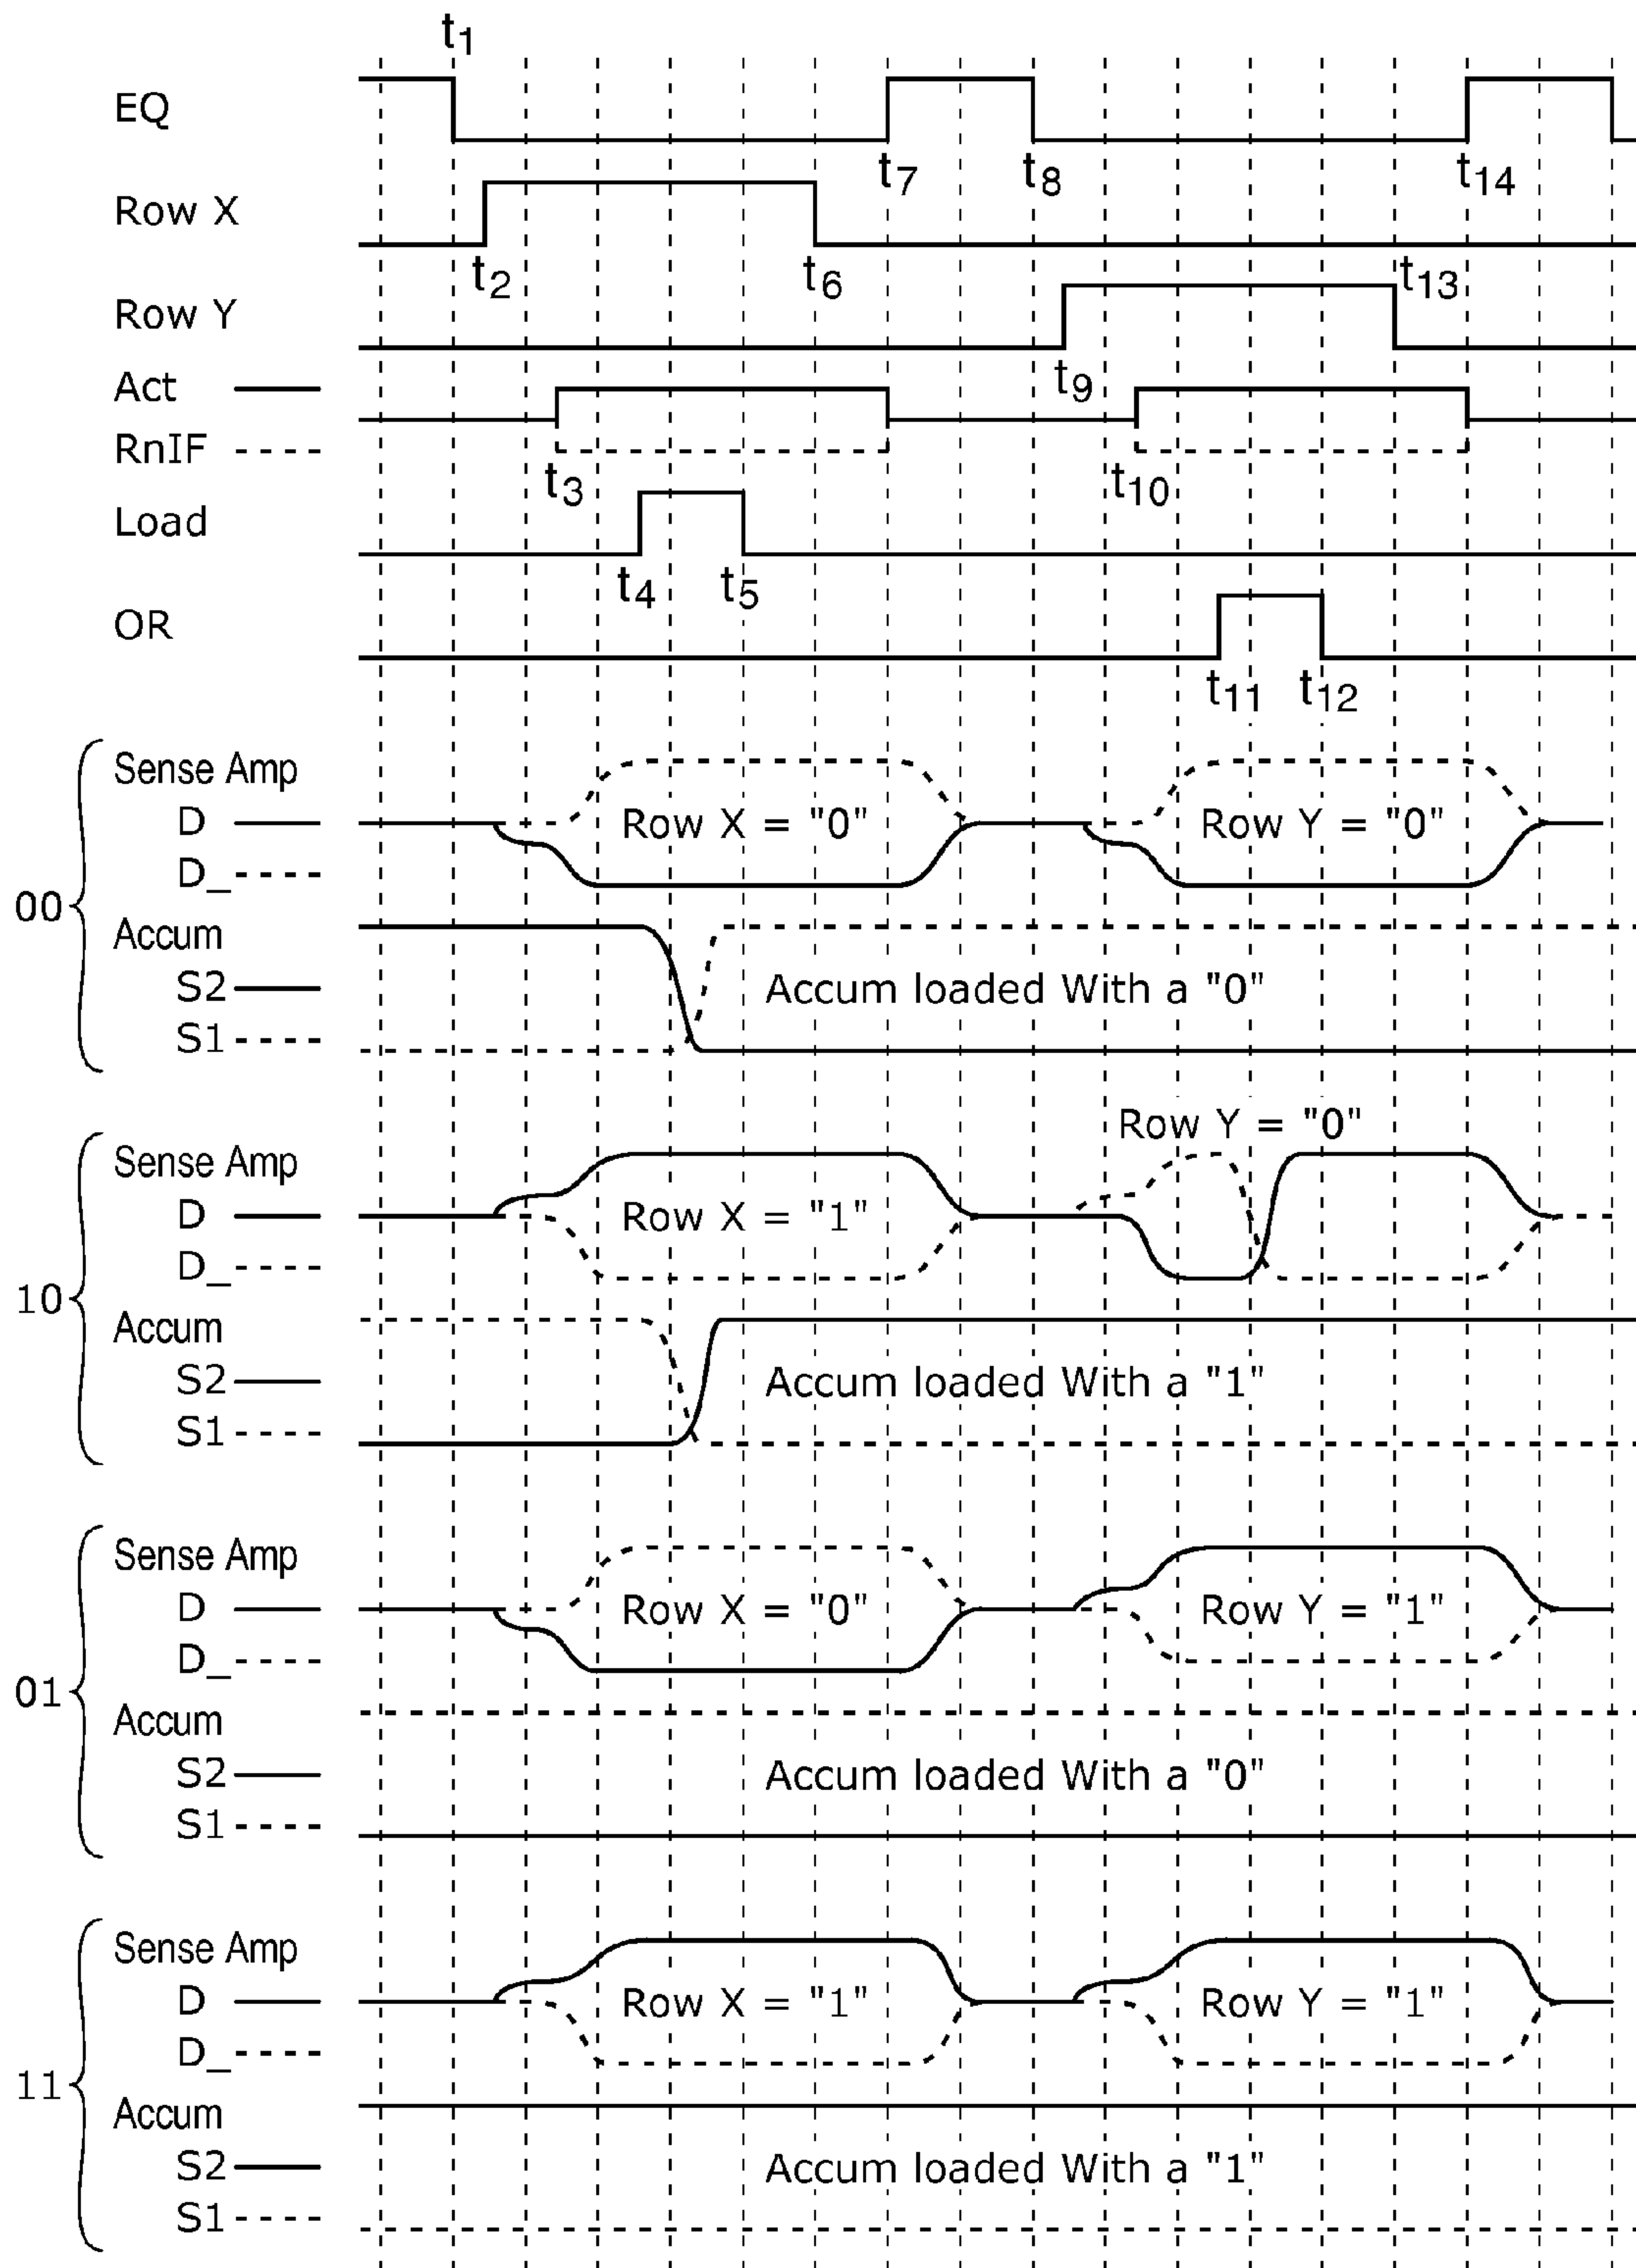 t1
EQ
t7 t8 t14
Row X
t2 t6 t13
Row Y
t9
Act
RnIF
t3 t10
Load
t4 t5
OR
t11 t12
00
Sense Amp
D
D_
Row X = "0" Row Y = "0"
Accum
S2
S1
Accum loaded With a "0"
10
Row Y = "0"
Sense Amp
D
D_
Row X = "1"
Accum
S2
S1
Accum loaded With a "1"
01
Sense Amp
D
D_
Row X = "0" Row Y = "1"
Accum
S2
S1
Accum loaded With a "0"
11
Sense Amp
D
D_
Row X = "1" Row Y = "1"
Accum
S2
S1
Accum loaded With a "1"